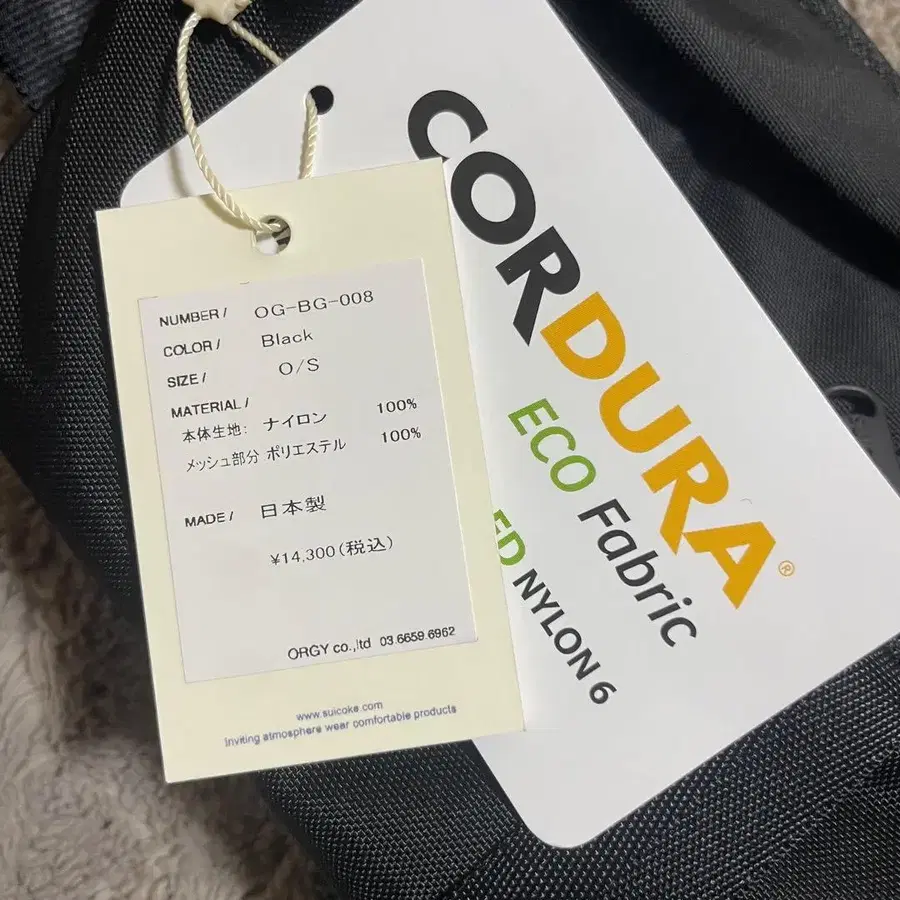 NUMBER / OG-BG-008
COLOR / Black
SIZE / O/S
MATERIAL /
本体生地: ナイロン 100%
メッシュ部分 ポリエステル 100%
MADE / 日本製
¥14,300(税込)
ORGY co.,ltd 03.6659.6962
www.suicoke.com
Inviting atmosphere wear comfortable products
CORDURA®
ECO Fabric
ED NYLON 6